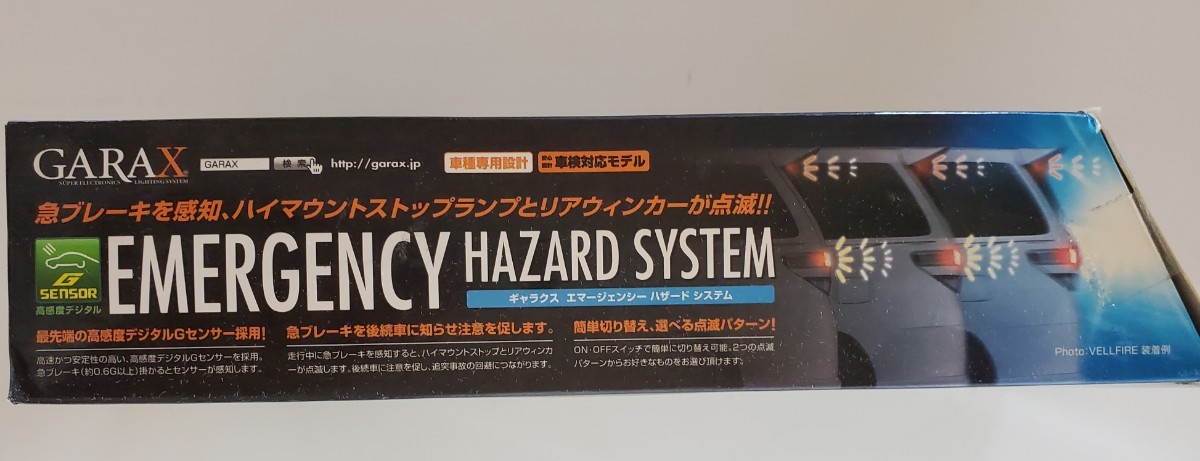 GARAX
SUPER ELECTRONICS LIGHTING SYSTEM
GARAX 検索 http://garax.jp 車種専用設計 車検対応モデル
急ブレーキを感知、ハイマウントストップランプとリアウィンカーが点滅!!
G
SENSOR
高感度デジタル
EMERGENCY HAZARD SYSTEM
ギャラクス エマージェンシー ハザード システム
最先端の高感度デジタルGセンサー採用!
高速かつ安定性の高い、高感度デジタルGセンサーを採用。
急ブレーキ(約0.6G以上)掛かるとセンサーが感知します。
急ブレーキを後続車に知らせ注意を促します。
走行中に急ブレーキを感知すると、ハイマウントストップとリアウィンカ
ーが点滅します。後続車に注意を促し、追突事故の回避につながります。
簡単切り替え、選べる点滅パターン!
ON・OFFスイッチで簡単に切り替え可能。2つの点滅
パターンからお好きなものをお選び頂けます。
Photo:VELLFIRE 装着例